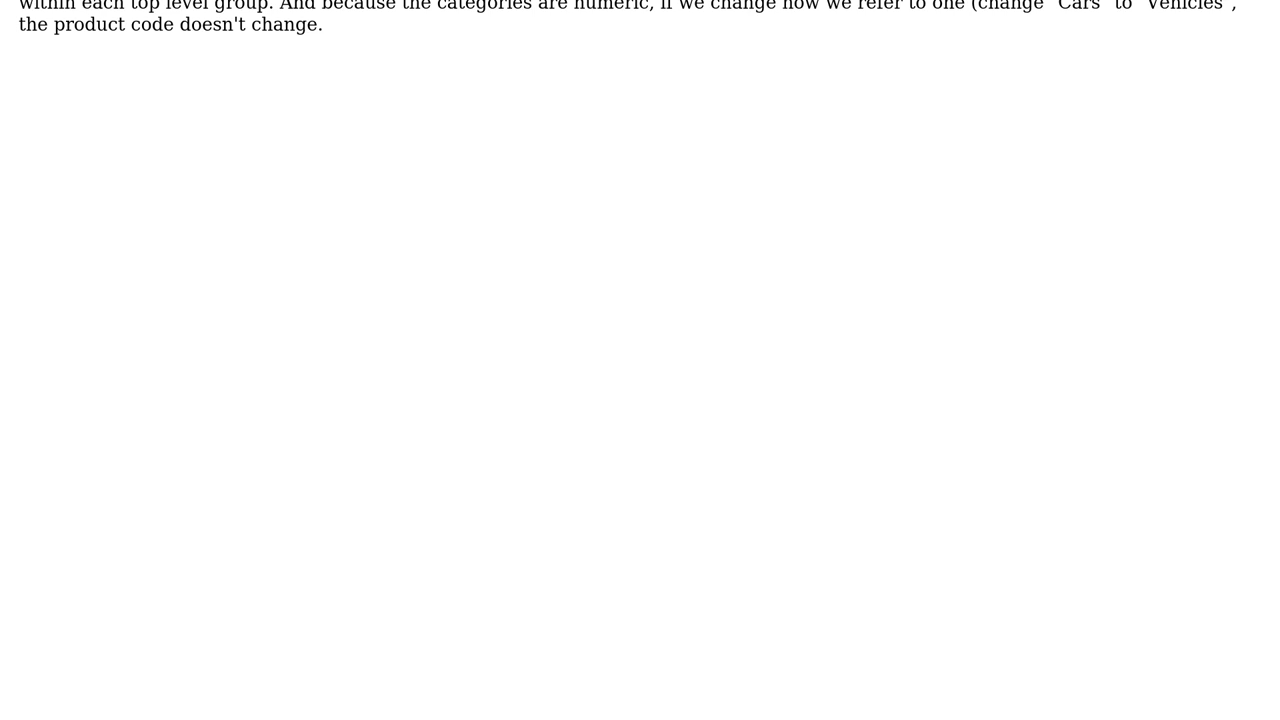 within each top level group. And because the categories are numeric, if we change how we refer to one (change "Cars" to "Vehicles",
the product code doesn't change.